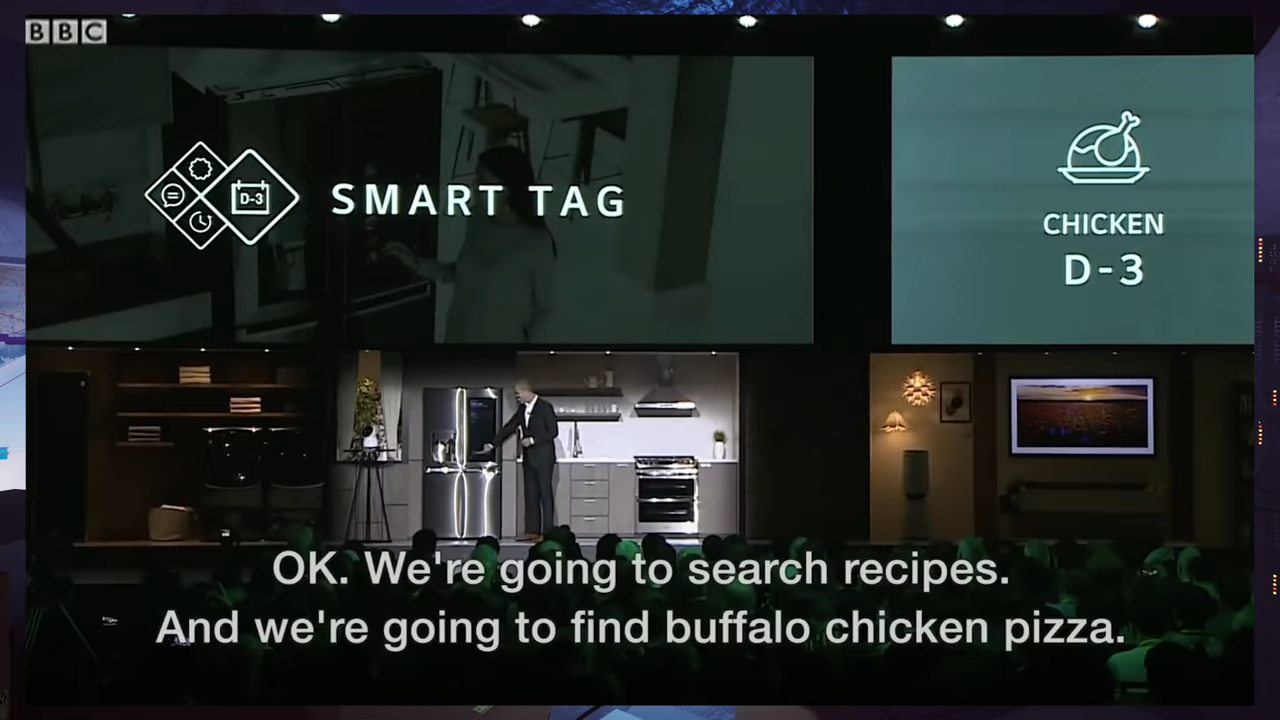 BBC
D-3
SMART TAG
CHICKEN
D-3
OK. We're going to search recipes.
And we're going to find buffalo chicken pizza.